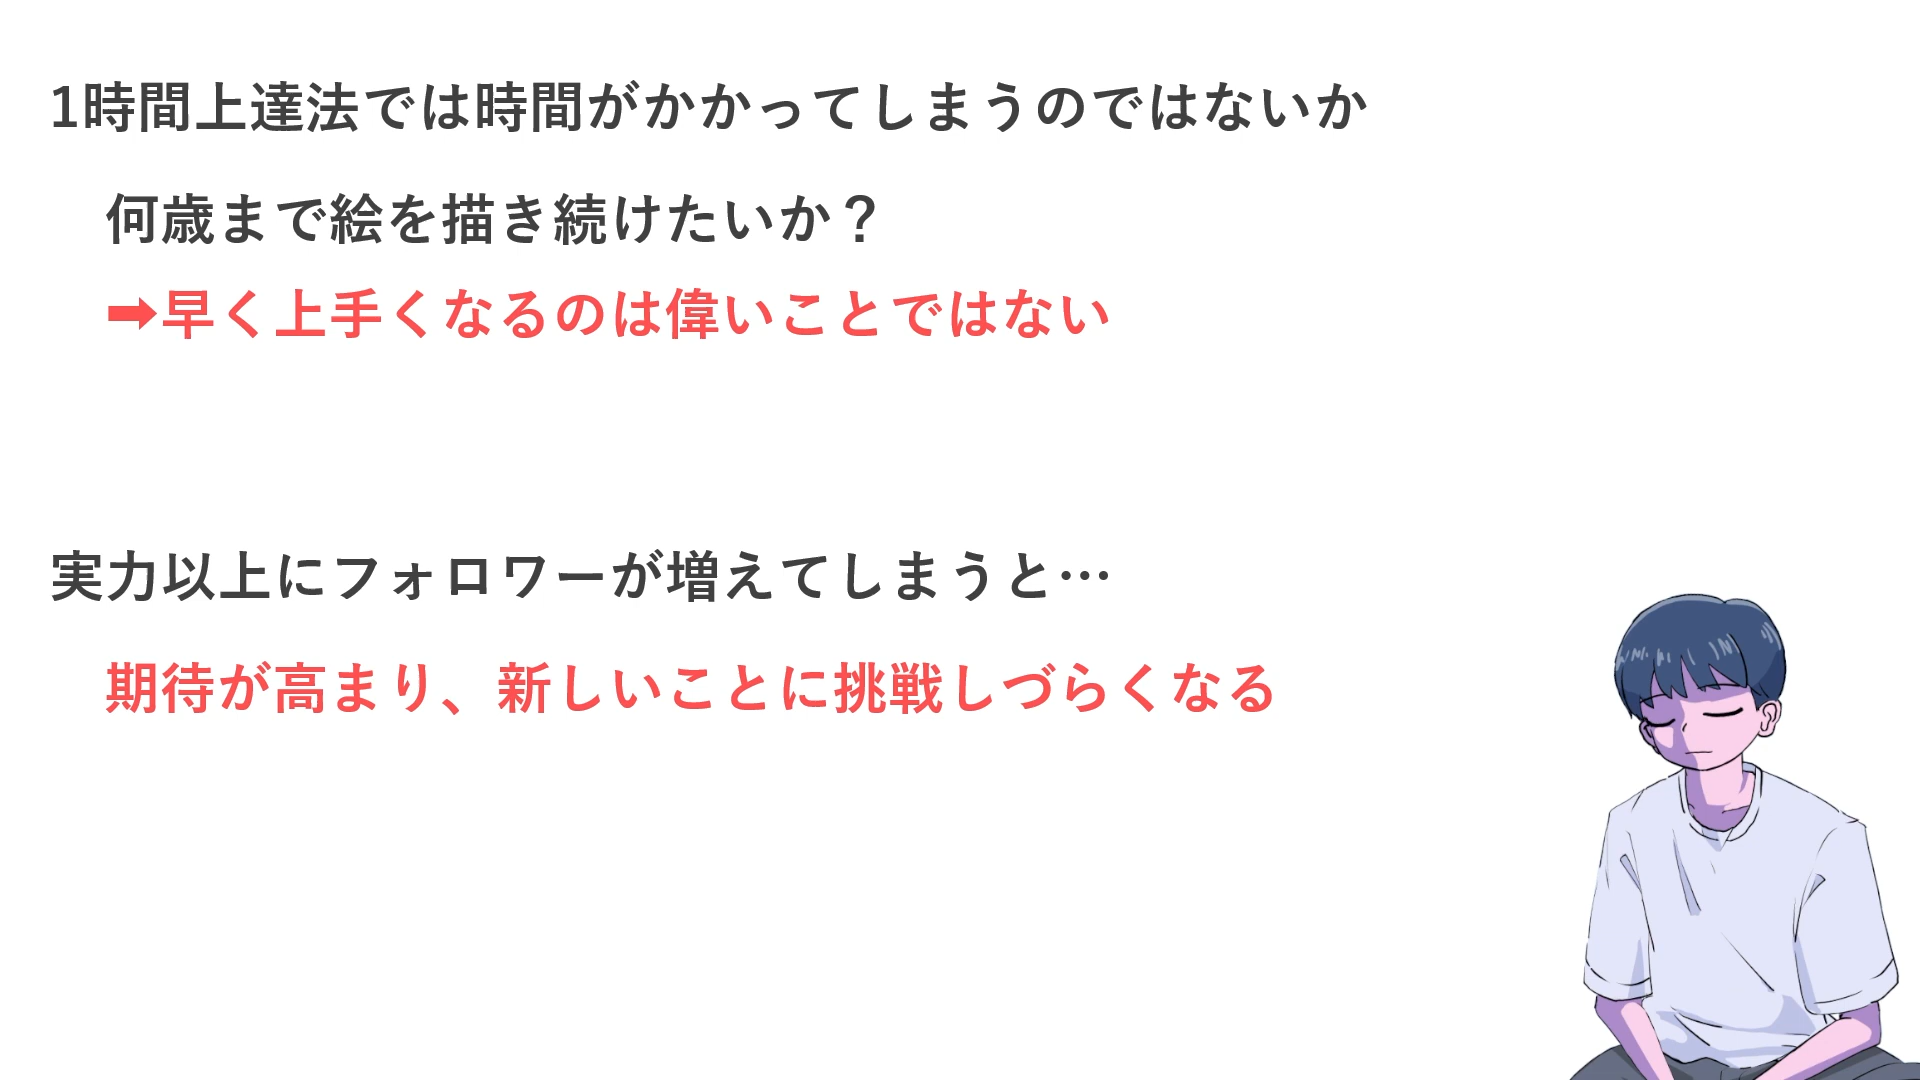 1時間上達法では時間がかかってしまうのではないか
何歳まで絵を描き続けたいか？
➡早く上手くなるのは偉いことではない
実力以上にフォロワーが増えてしまうと…
期待が高まり、新しいことに挑戦しづらくなる